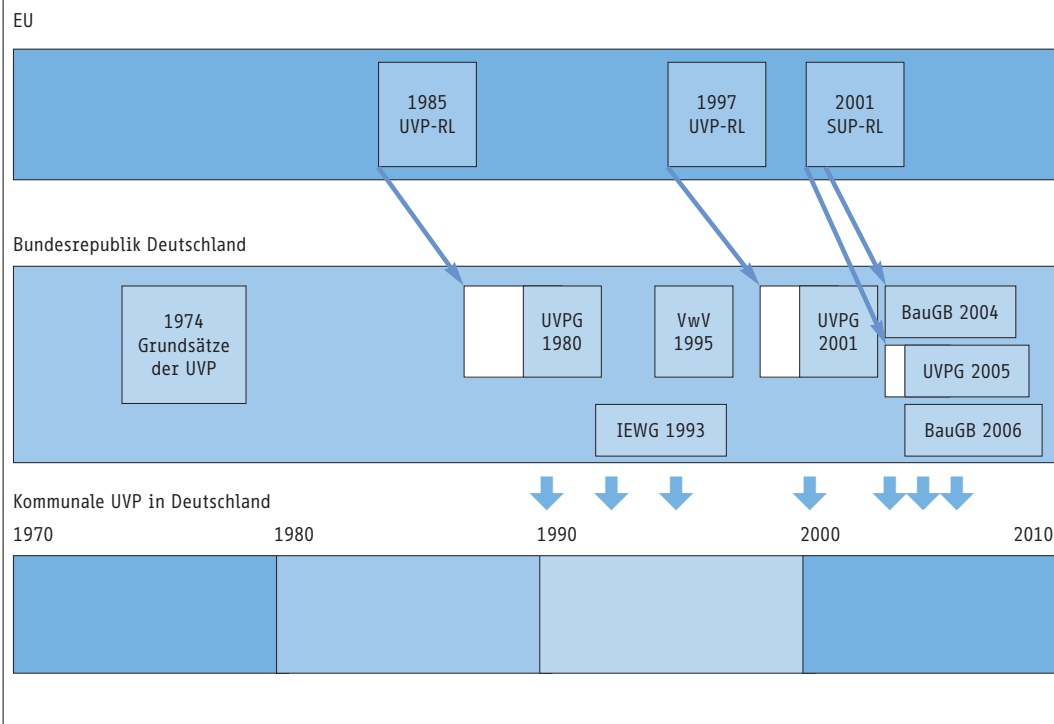 EU
1985
UVP-RL
1997
UVP-RL
2001
SUP-RL
Bundesrepublik Deutschland
1974
Grundsätze
der UVP
UVPG
1980
VwV
1995
UVPG
2001
BauGB 2004
UVPG 2005
IEWG 1993
BauGB 2006
Kommunale UVP in Deutschland
1970
1980
1990
2000
2010